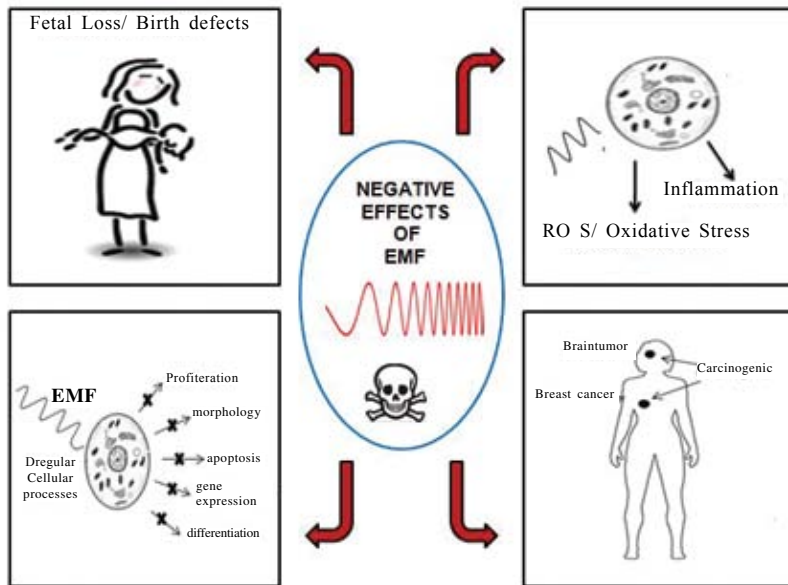 Fetal Loss/ Birth defects
Inflammation
RO S/ Oxidative Stress
NEGATIVE
EFFECTS
OF
EMF
EMF
Profiteration
morphology
apoptosis
gene
expression
differentiation
Dregular
Cellular
processes
Braintumor
Carcinogenic
Breast cancer